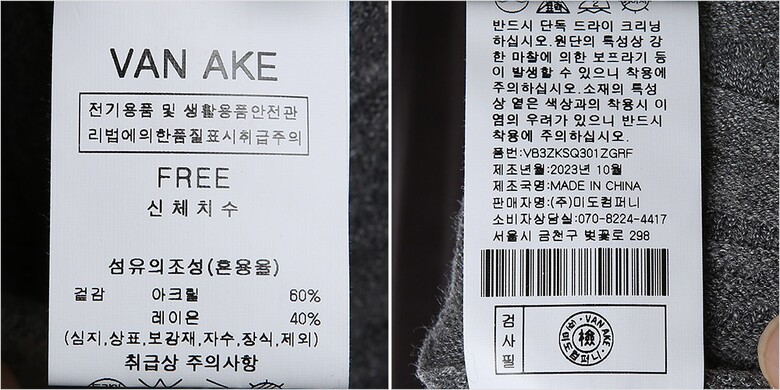 VAN AKE
전기용품 및 생활용품안전관
리법에의한품질표시취급주의
FREE
신체치수
섬유의조성(혼용율)
겉감 아크릴 60%
레이온 40%
(심지,상표,보강재,자수,장식,제외)
취급상 주의사항
반드시 단독 드라이 크리닝
하십시오.원단의 특성상 강
한 마찰에 의한 보프라기 등
이 발생할 수 있으니 착용에
주의하십시오.소재의 특성
상 옅은 색상과의 착용시 이
염의 우려가 있으니 반드시
착용에 주의하십시오.
품번:VB3ZKSQ301ZGRF
제조년월:2023년 10월
제조국명:MADE IN CHINA
판매자명:(주)미도컴퍼니
소비자상담실:070-8224-4417
서울시 금천구 벚꽃로 298
검사필
VAN AKE
檢
(주)미도컴퍼니